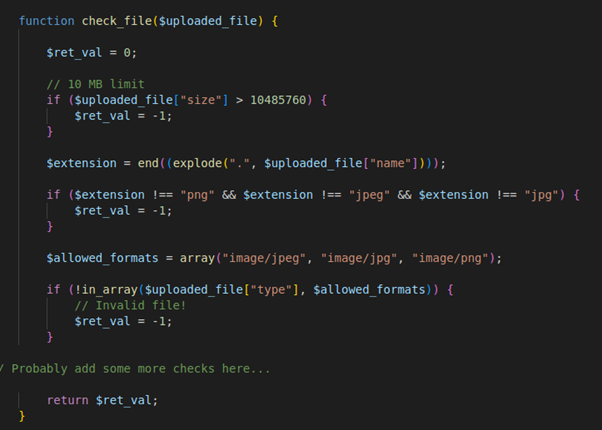 function check_file($uploaded_file) {
$ret_val = 0;
// 10 MB limit
if ($uploaded_file["size"] > 10485760) {
$ret_val = -1;
}
$extension = end((explode(".", $uploaded_file["name"])));
if ($extension !== "png" && $extension !== "jpeg" && $extension !== "jpg") {
$ret_val = -1;
}
$allowed_formats = array("image/jpeg", "image/jpg", "image/png");
if (!in_array($uploaded_file["type"], $allowed_formats)) {
// Invalid file!
$ret_val = -1;
}
/ Probably add some more checks here...
return $ret_val;
}